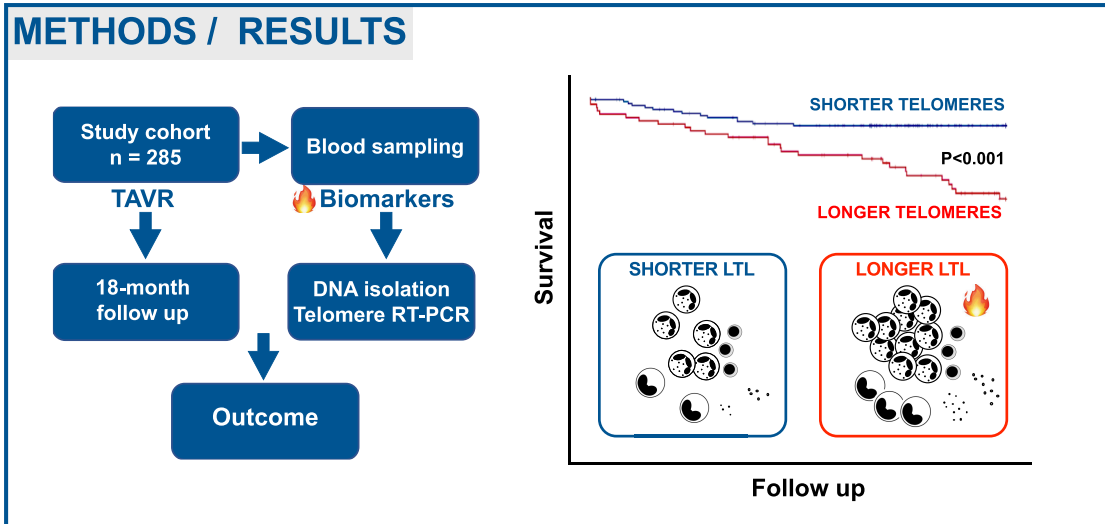 METHODS / RESULTS
Study cohort
n = 285
Blood sampling
TAVR
Biomarkers
18-month
follow up
DNA isolation
Telomere RT-PCR
Outcome
Survival
SHORTER TELOMERES
P<0.001
LONGER TELOMERES
SHORTER LTL
LONGER LTL
Follow up